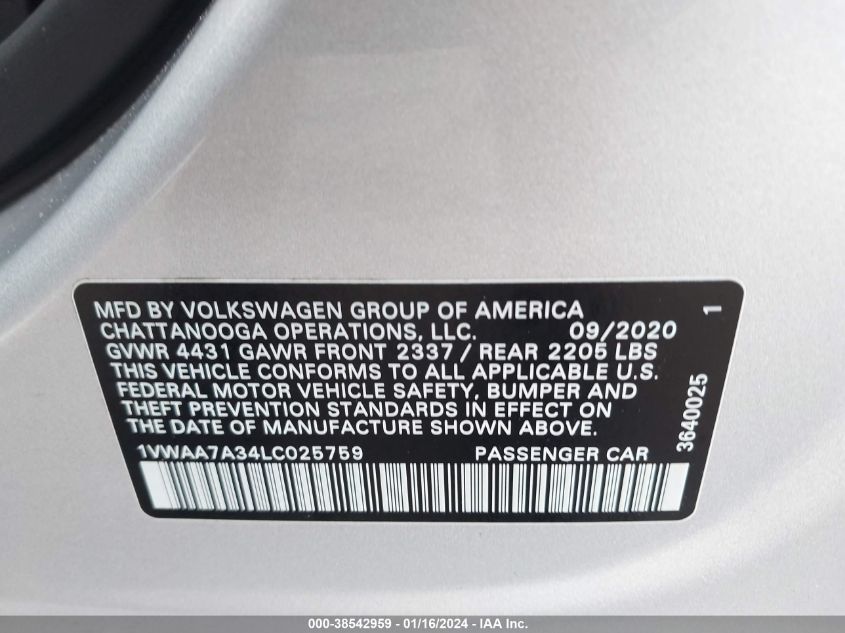 MFD BY VOLKSWAGEN GROUP OF AMERICA
CHATTANOOGA OPERATIONS, LLC. 09/2020
GVWR 4431 GAWR FRONT 2337 / REAR 2205 LBS
THIS VEHICLE CONFORMS TO ALL APPLICABLE U.S.
FEDERAL MOTOR VEHICLE SAFETY, BUMPER AND
THEFT PREVENTION STANDARDS IN EFFECT ON
THE DATE OF MANUFACTURE SHOWN ABOVE.
1VWAA7A34LC025759 PASSENGER CAR
3640025 1
000-38542959 - 01/16/2024 - IAA Inc.